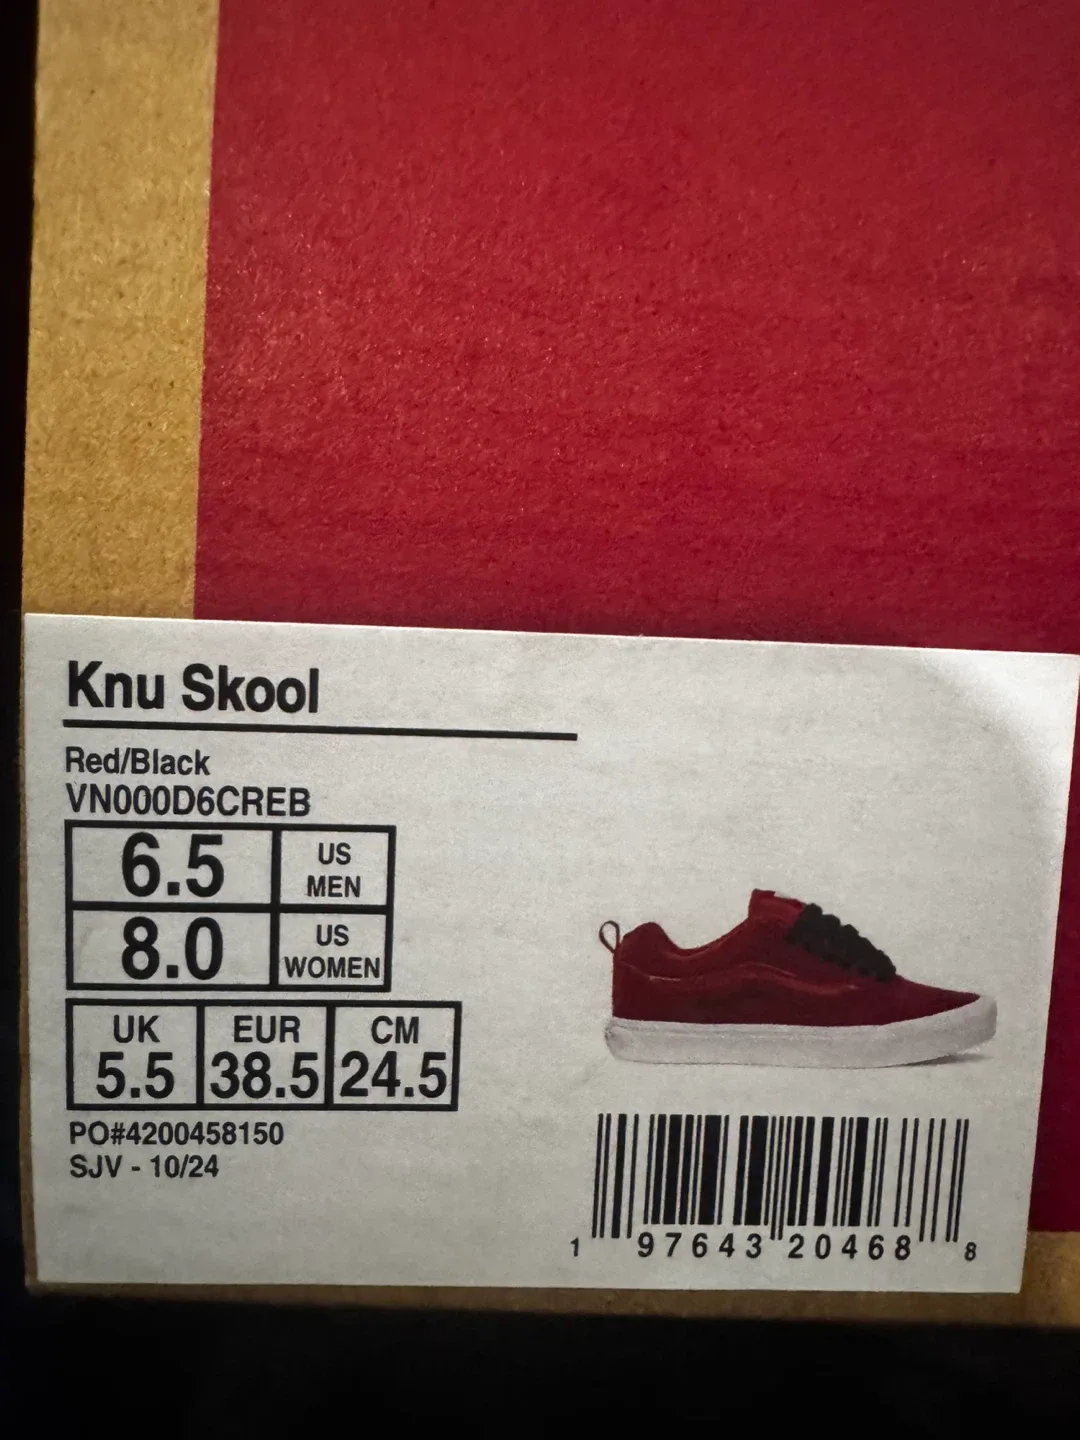 Knu Skool
Red/Black
VN000D6CREB
6.5 US MEN
8.0 US WOMEN
UK EUR CM
5.5 38.5 24.5
PO#4200458150
SJV - 10/24
1 97643 20468 8